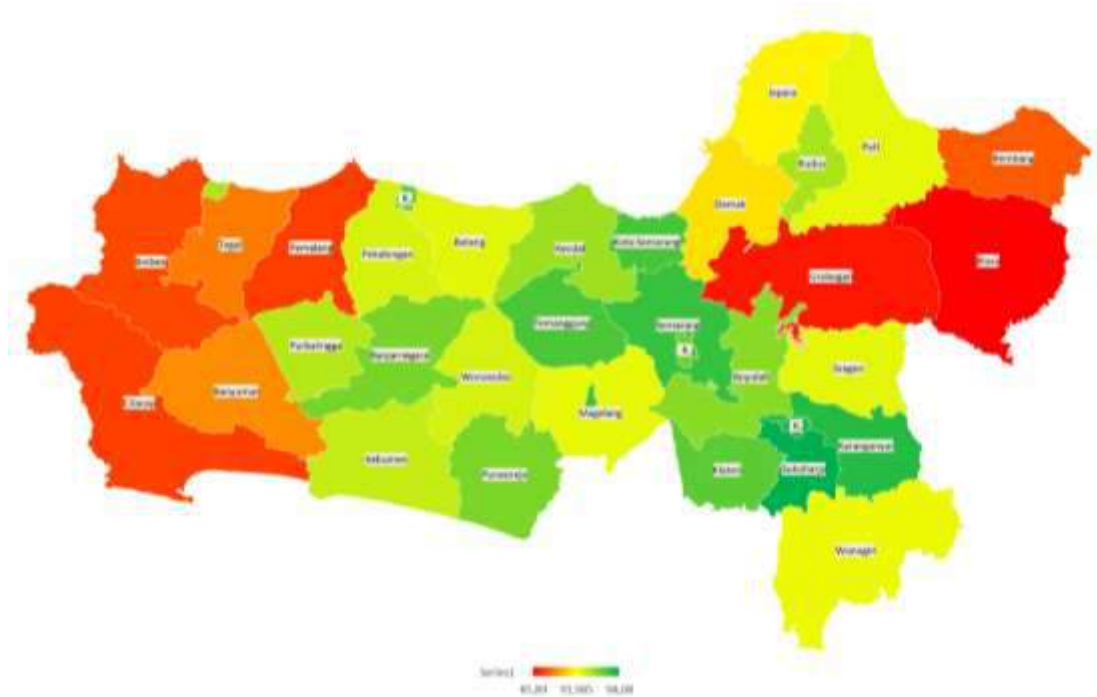 Jepara
Kudus
Pati
Rembang
Demak
K.
Tegal
Pemalang
Brebes
Pekalongan
Batang
Kendal
Kota Semarang
Blora
Grobogan
Temanggung
Semarang
Purbalingga
Banjarnegara
K.
Boyolali
Sragen
Wonosobo
Cilacap
Banyumas
Magelang
K.
Karanganyar
Kebumen
Purworejo
Klaten
Sukoharjo
Wonogiri
Series1